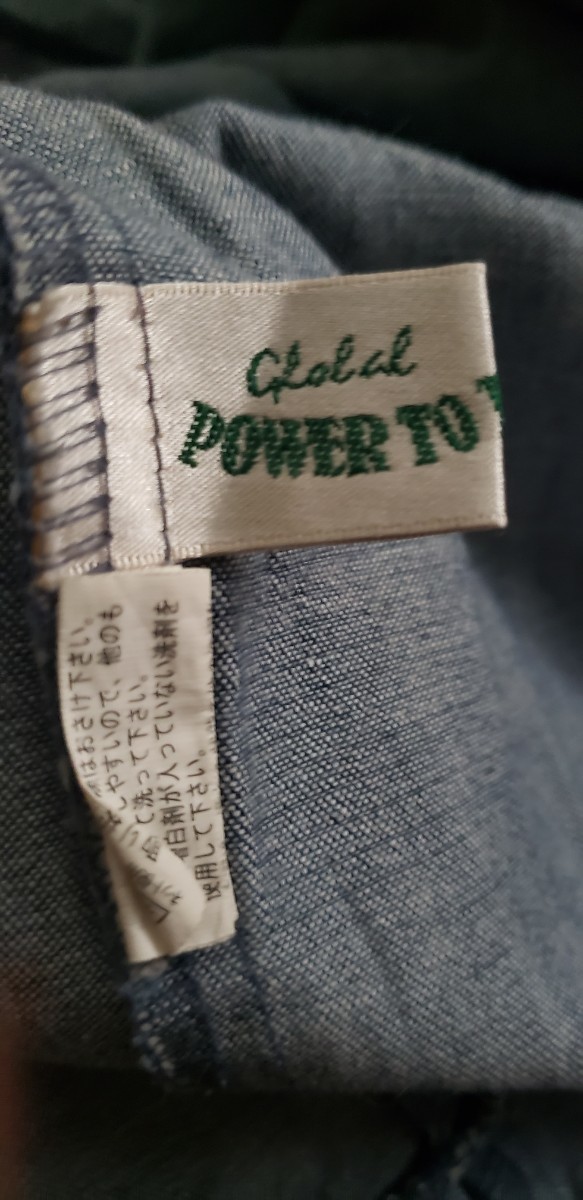 Global
POWER TO
はおさけ下さい。
しやすいので、他のも
て洗って下さい。
白剤が入っていない洗剤を
使用して下さい。